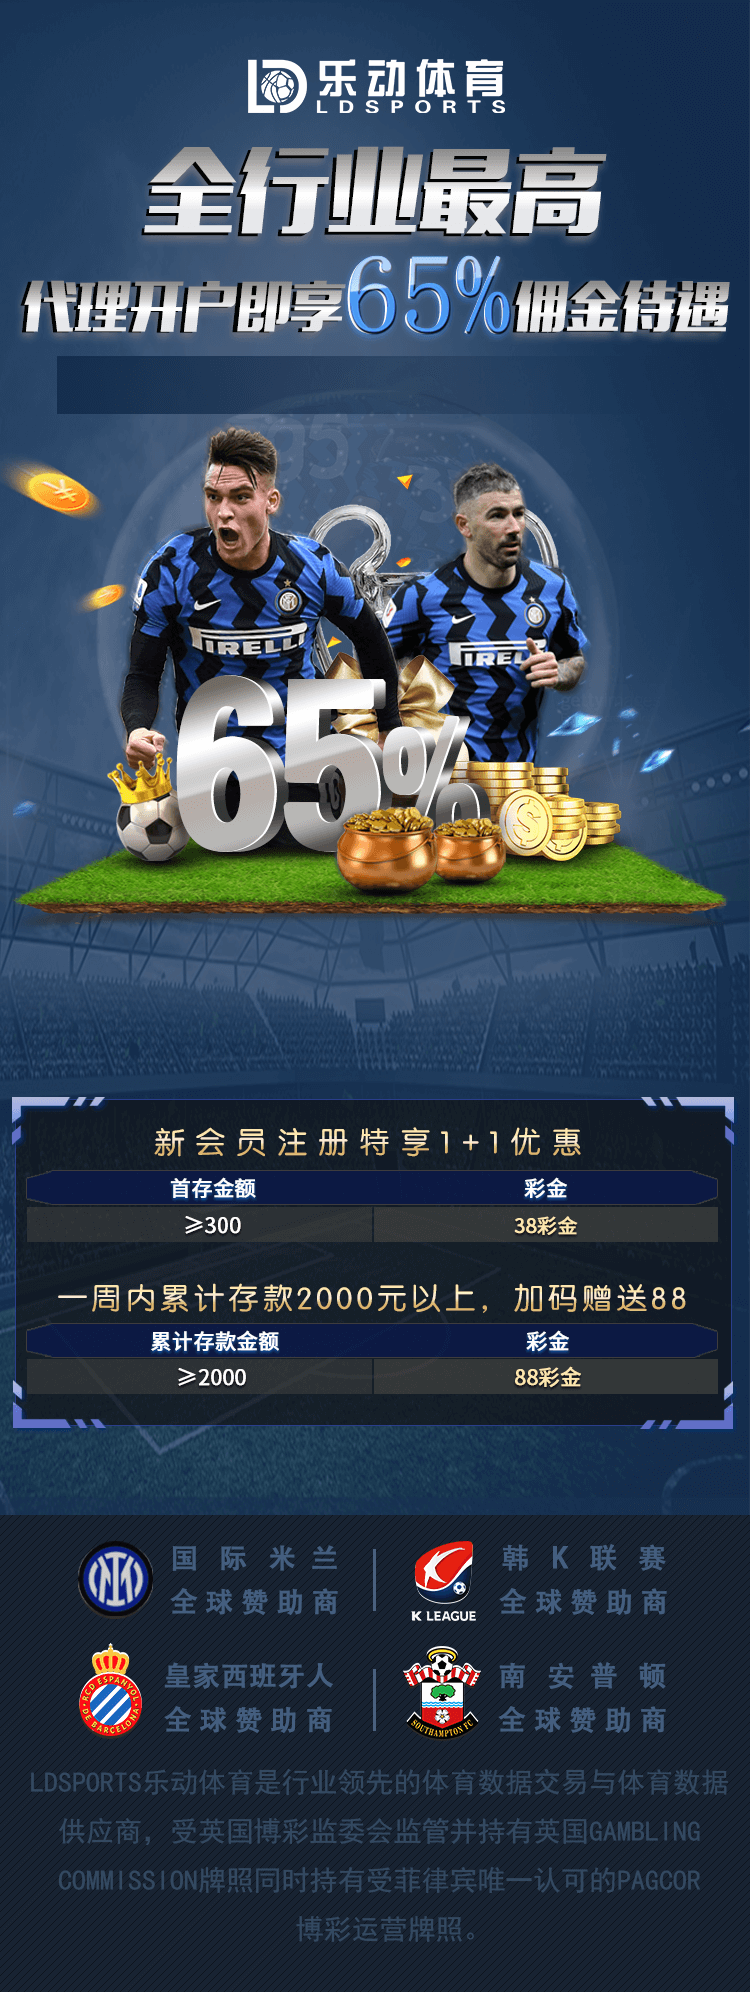 LD 乐动体育
LDSPORTS
全行业最高
代理开户即享65%佣金待遇
PIRELLI
PIRELL
65%
新会员注册特享1+1优惠
首存金额 彩金
≥300 38彩金
一周内累计存款2000元以上，加码赠送88
累计存款金额 彩金
≥2000 88彩金
国际米兰
全球赞助商
韩K联赛
全球赞助商
K LEAGUE
皇家西班牙人
全球赞助商
RCD ESPANYOL
DE BARCELONA
南安普顿
全球赞助商
SOUTHAMPTON FC
LDSPORTS乐动体育是行业领先的体育数据交易与体育数据
供应商，受英国博彩监委会监管并持有英国GAMBLING
COMMISSION牌照同时持有受菲律宾唯一认可的PAGCOR
博彩运营牌照。